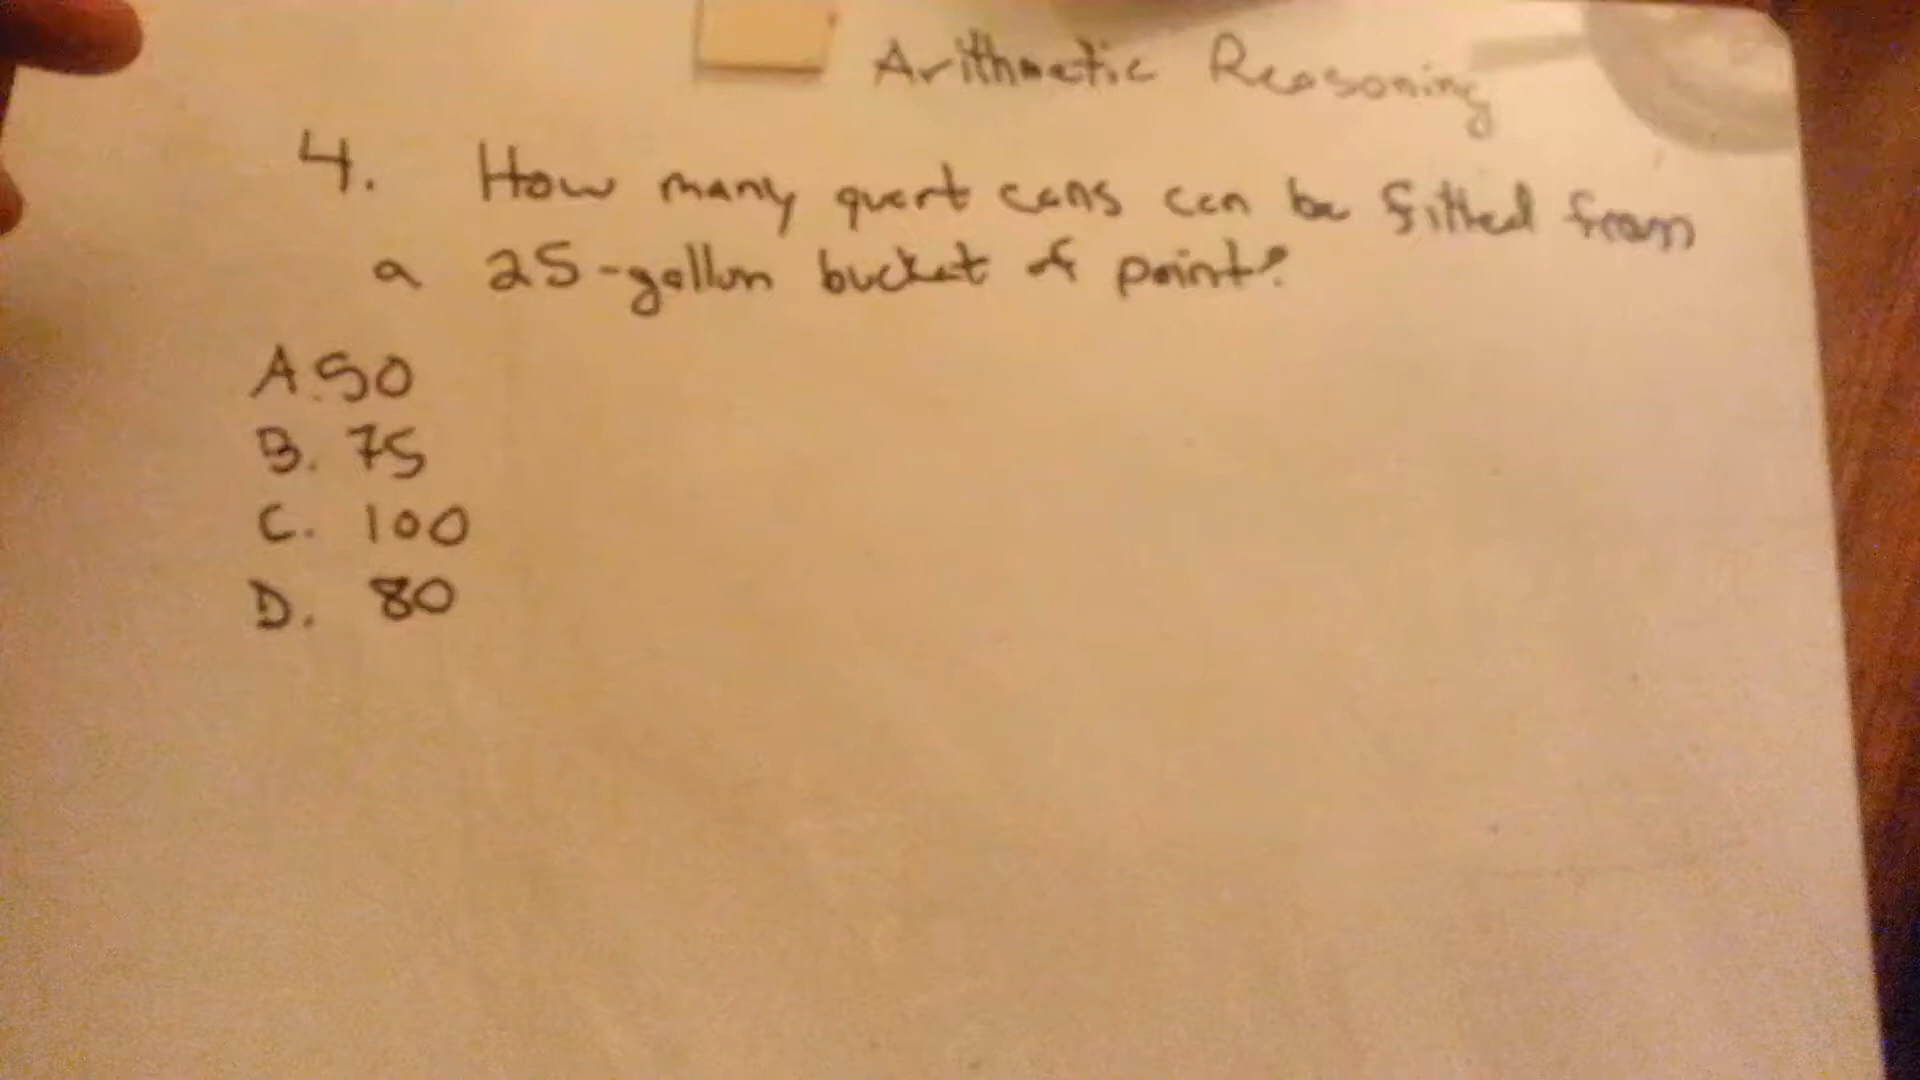 Arithmetic Reasoning
4. How many quart cans can be fitted from
a 25-gallon bucket of paint?
A. 50
B. 75
C. 100
D. 80